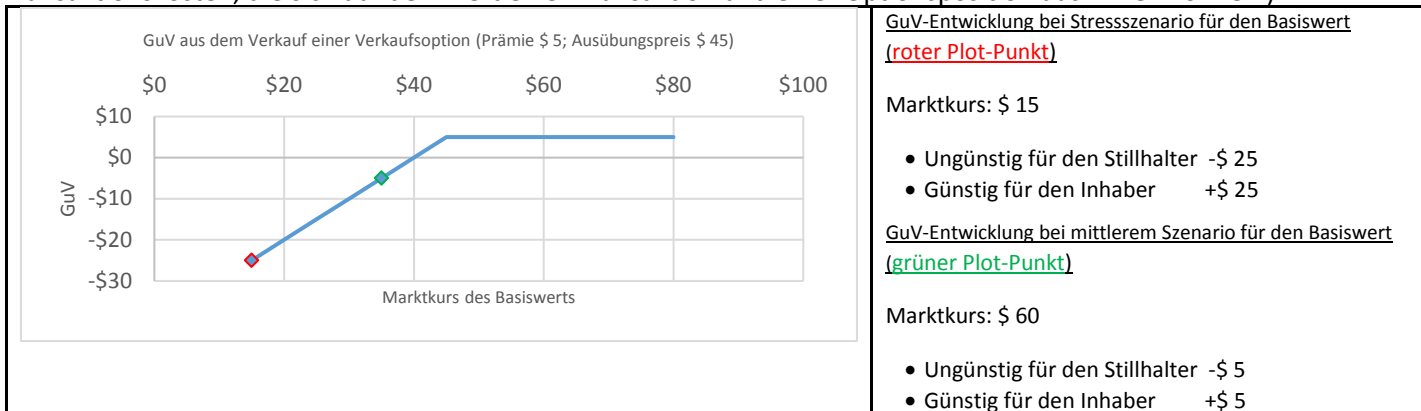 GuV aus dem Verkauf einer Verkaufsoption (Prämie $ 5; Ausübungspreis $ 45)
$0 $20 $40 $60 $80 $100
$10
$0
-$10
-$20
-$30
GuV
Marktkurs des Basiswerts
GuV-Entwicklung bei Stressszenario für den Basiswert
(roter Plot-Punkt)
Marktkurs: $ 15
• Ungünstig für den Stillhalter -$ 25
• Günstig für den Inhaber +$ 25
GuV-Entwicklung bei mittlerem Szenario für den Basiswert
(grüner Plot-Punkt)
Marktkurs: $ 60
• Ungünstig für den Stillhalter -$ 5
• Günstig für den Inhaber +$ 5